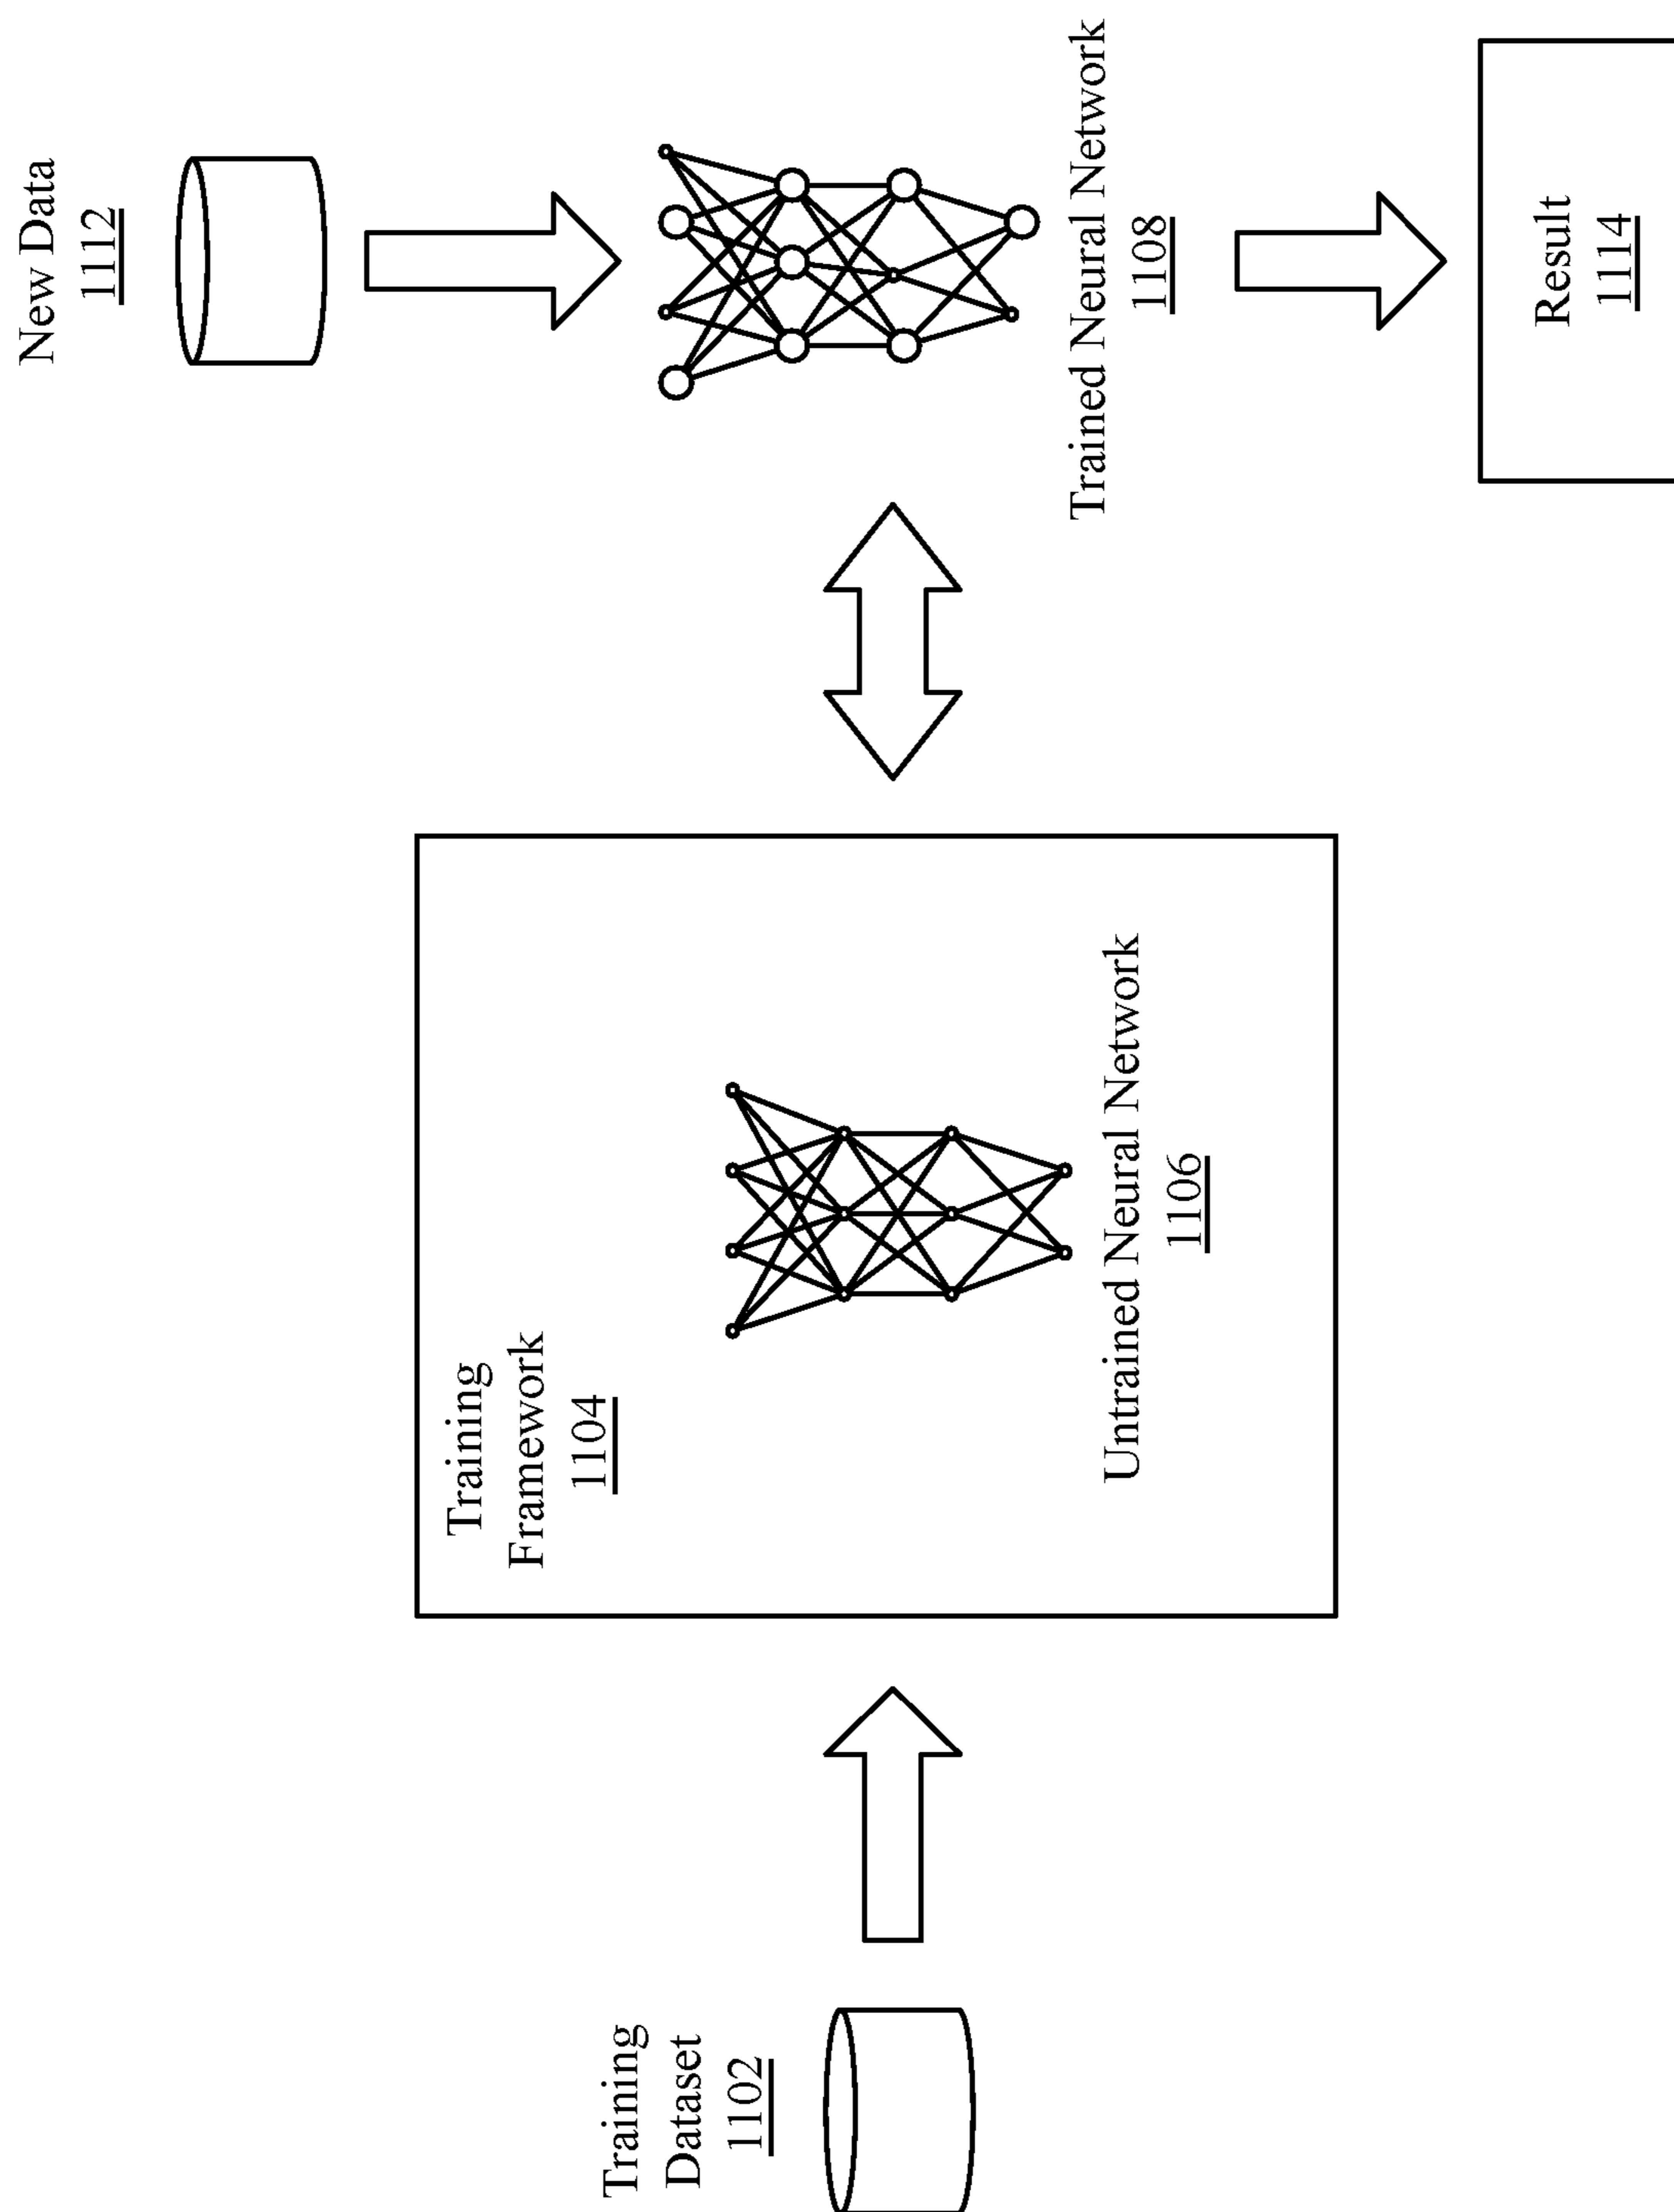 Training
Dataset
1102
Training
Framework
1104
Untrained Neural Network
1106
New Data
1112
Trained Neural Network
1108
Result
1114